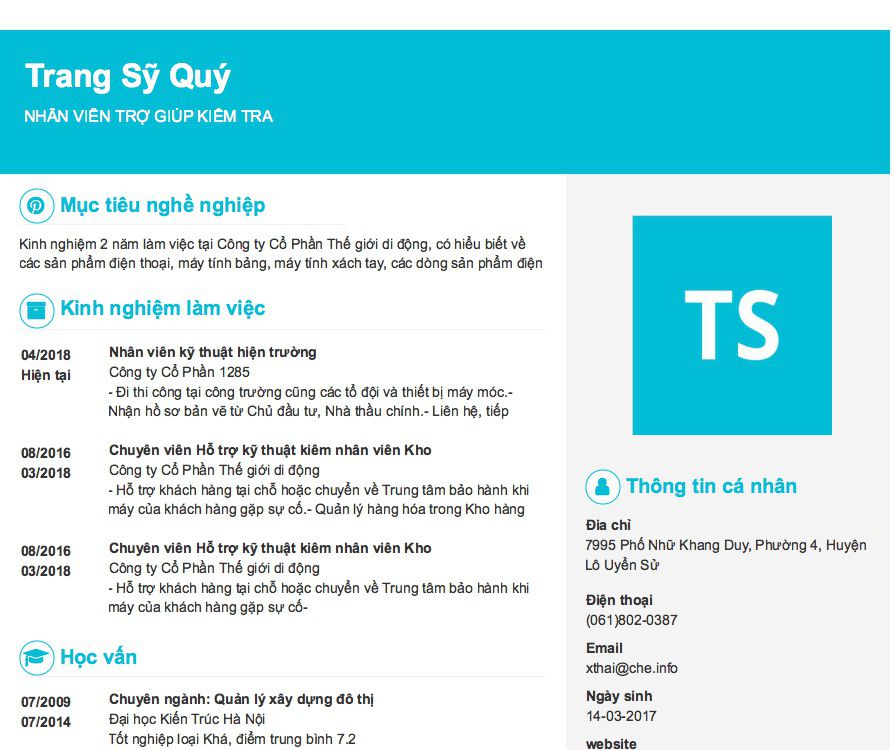 Trang Sỹ Quý
NHÂN VIÊN TRỢ GIÚP KIỂM TRA
Mục tiêu nghề nghiệp
Kinh nghiệm 2 năm làm việc tại Công ty Cổ Phần Thế giới di động, có hiểu biết về
các sản phẩm điện thoại, máy tính bảng, máy tính xách tay, các dòng sản phẩm điện
Kinh nghiệm làm việc
04/2018
Hiện tại
Nhân viên kỹ thuật hiện trường
Công ty Cổ Phần 1285
- Đi thi công tại công trường cũng các tổ đội và thiết bị máy móc.-
Nhận hồ sơ bản vẽ từ Chủ đầu tư, Nhà thầu chính.- Liên hệ, tiếp
08/2016
03/2018
Chuyên viên Hỗ trợ kỹ thuật kiêm nhân viên Kho
Công ty Cổ Phần Thế giới di động
- Hỗ trợ khách hàng tại chỗ hoặc chuyển về Trung tâm bảo hành khi
máy của khách hàng gặp sự cố.- Quản lý hàng hóa trong Kho hàng
08/2016
03/2018
Chuyên viên Hỗ trợ kỹ thuật kiêm nhân viên Kho
Công ty Cổ Phần Thế giới di động
- Hỗ trợ khách hàng tại chỗ hoặc chuyển về Trung tâm bảo hành khi
máy của khách hàng gặp sự cố-
Học vấn
07/2009
07/2014
Chuyên ngành: Quản lý xây dựng đô thị
Đại học Kiến Trúc Hà Nội
Tốt nghiệp loại Khá, điểm trung bình 7.2
TS
Thông tin cá nhân
Địa chỉ
7995 Phố Nhữ Khang Duy, Phường 4, Huyện
Lô Uyển Sử
Điện thoại
(061)802-0387
Email
xthai@che.info
Ngày sinh
14-03-2017
website